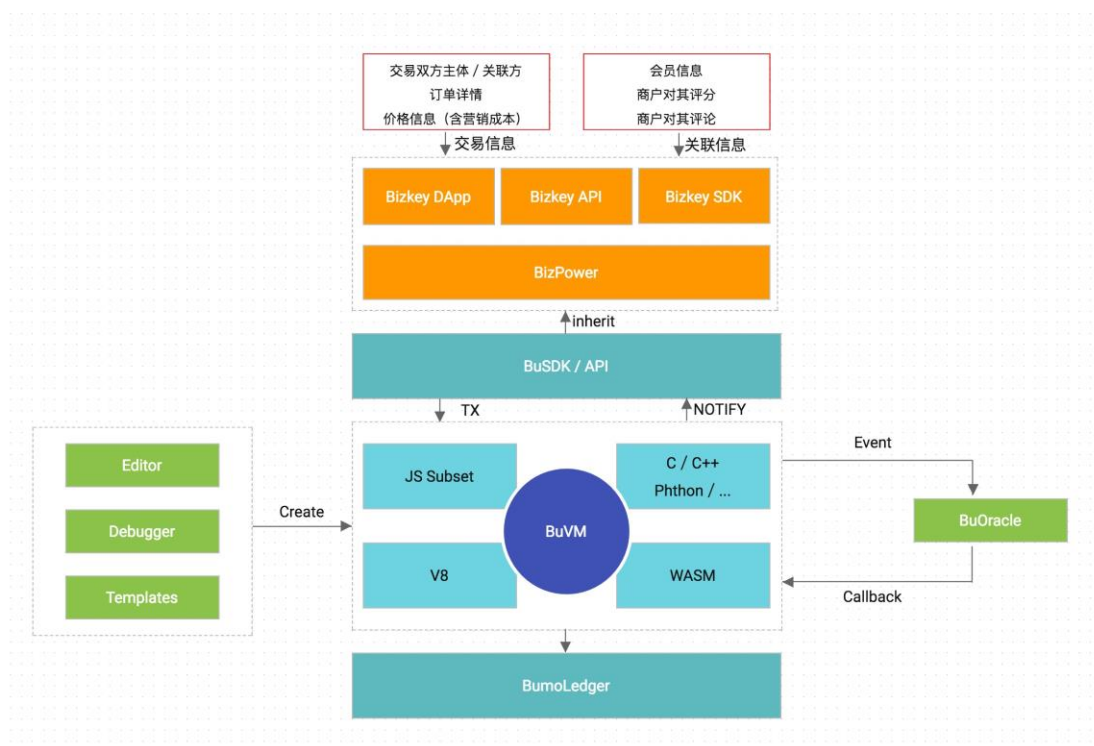 交易双方主体 / 关联方
订单详情
价格信息（含营销成本）
会员信息
商户对其评分
商户对其评论
交易信息
关联信息
Bizkey DApp
Bizkey API
Bizkey SDK
BizPower
inherit
BuSDK / API
TX
NOTIFY
Editor
Debugger
Templates
Create
JS Subset
C / C++
Phthon / ...
BuVM
V8
WASM
Event
BuOracle
Callback
BumoLedger